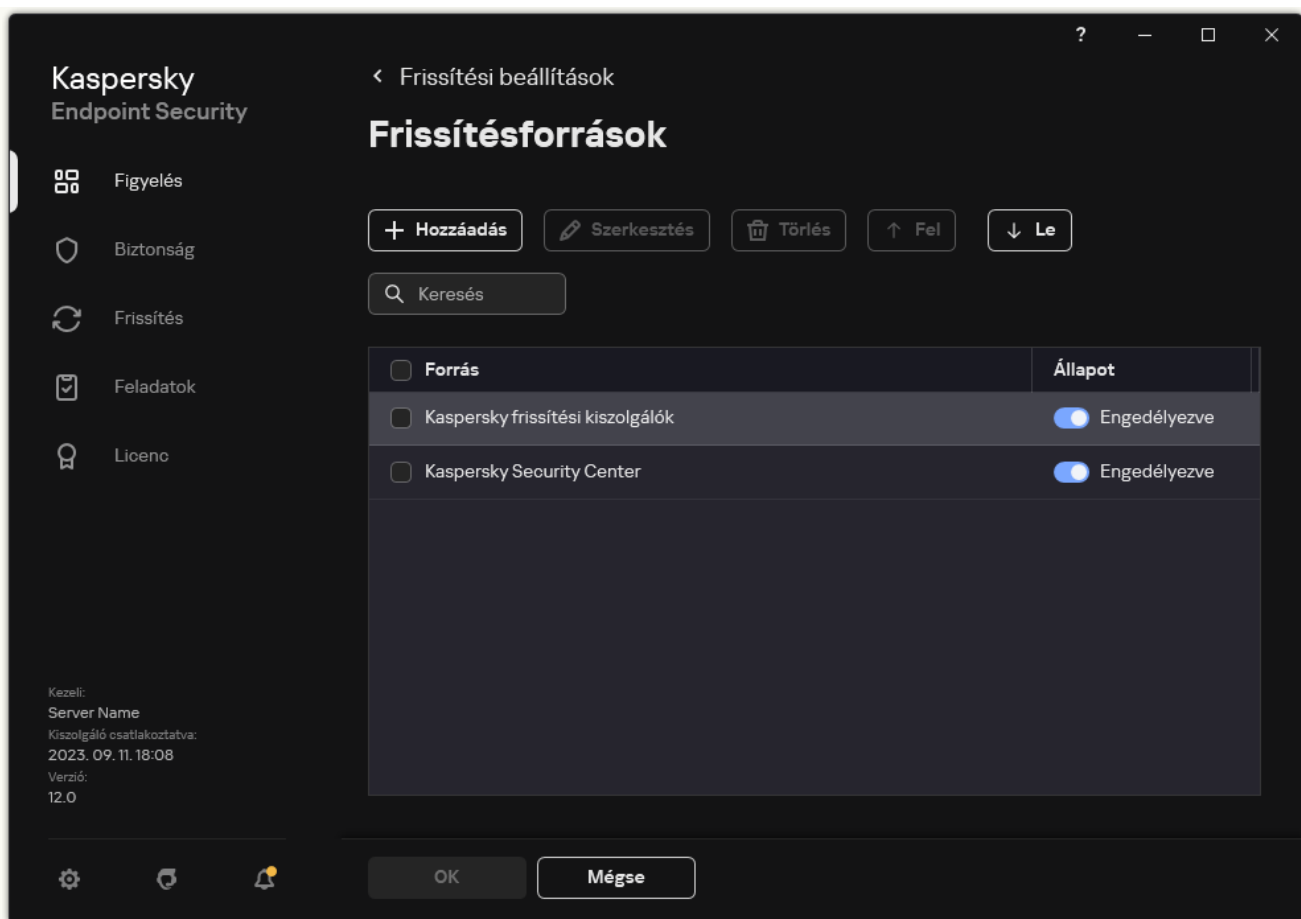 ?
Kaspersky
Endpoint Security
Figyelés
Biztonság
Frissítés
Feladatok
Licenc
Kezeli:
Server Name
Kiszolgáló csatlakoztatva:
2023. 09. 11. 18:08
Verzió:
12.0
Frissítési beállítások
Frissítésforrások
Hozzáadás Szerkesztés Törlés Fel Le
Keresés
Forrás Állapot
Kaspersky frissítési kiszolgálók Engedélyezve
Kaspersky Security Center Engedélyezve
OK Mégse